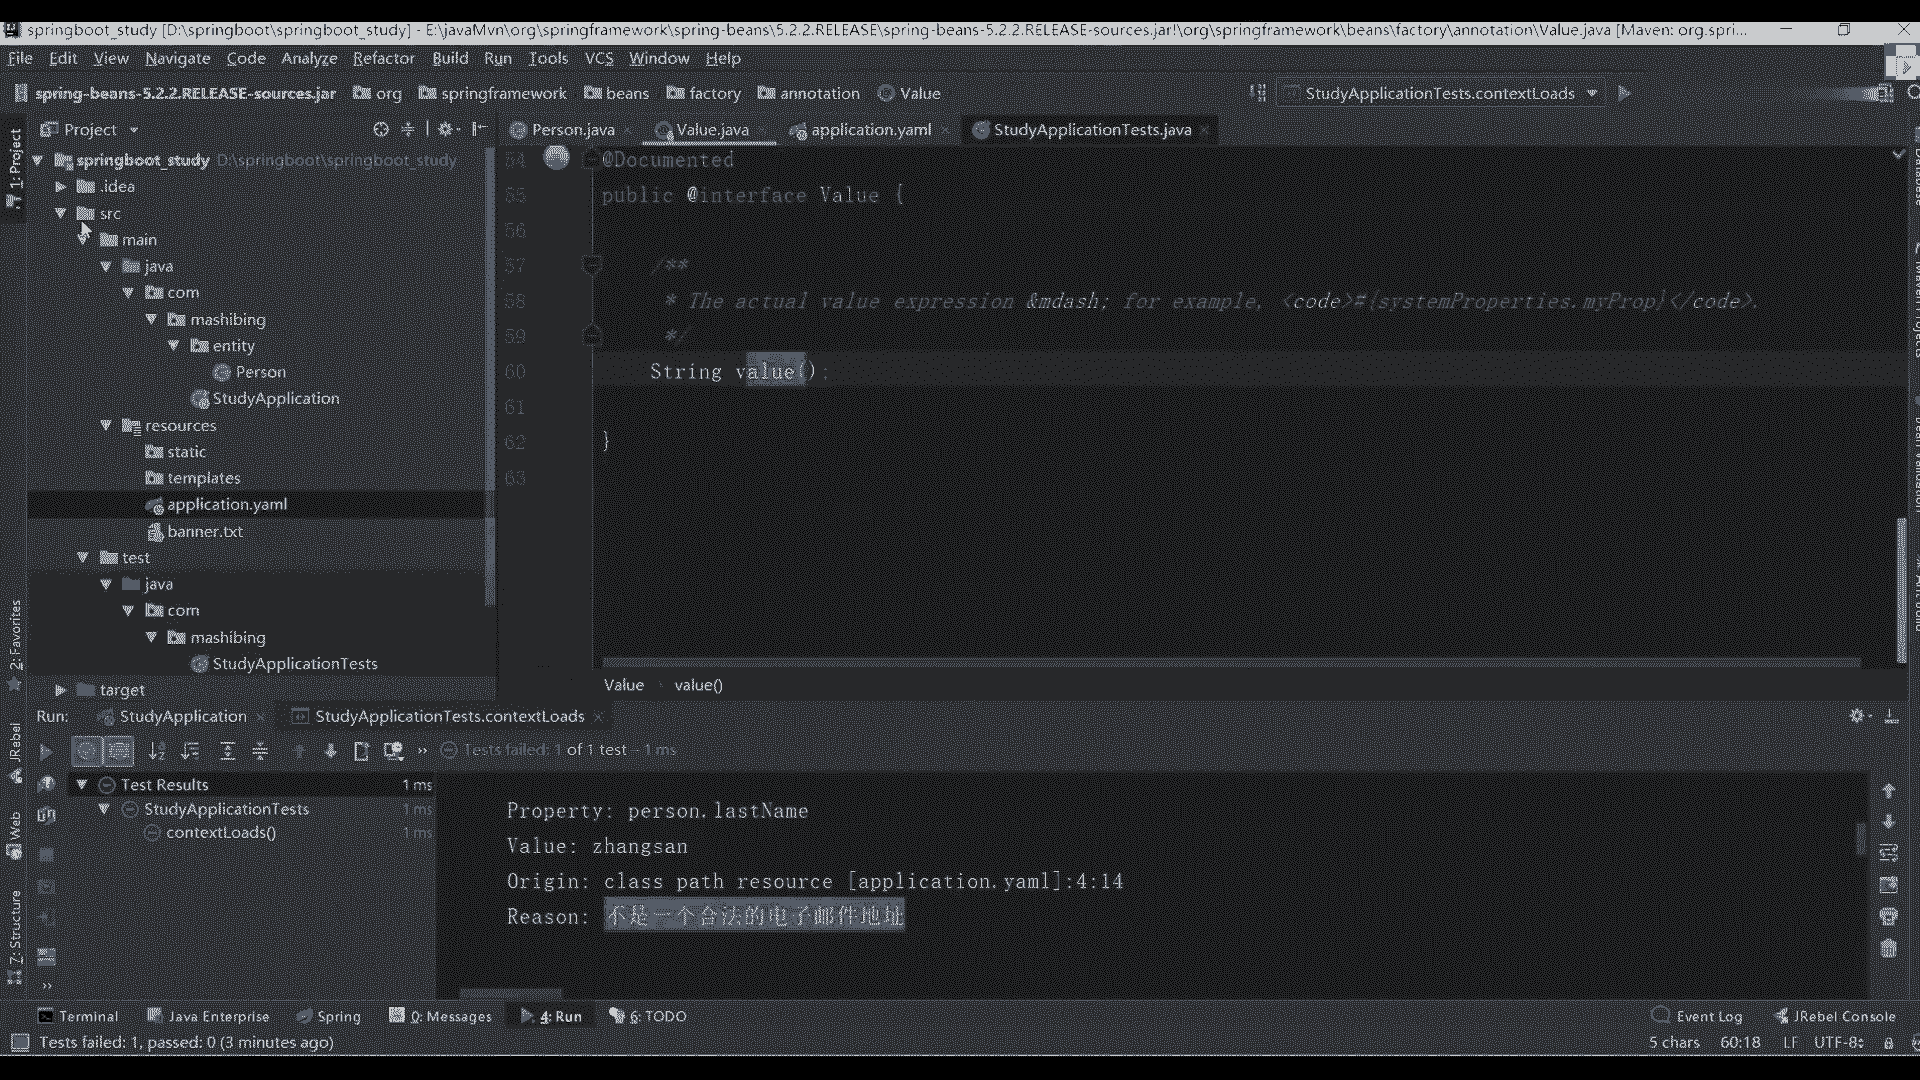 springboot_study [D:\springboot\springboot_study] - E:\javaMvn\org\springframework\spring-beans\5.2.2.RELEASE\spring-beans-5.2.2.RELEASE-sources.jar!\org\springframework\beans\factory\annotation\Value.java [Maven: org.spri...
File Edit View Navigate Code Analyze Refactor Build Run Tools VCS Window Help
spring-beans-5.2.2.RELEASE-sources.jar org springframework beans factory annotation Value StudyApplicationTests.contextLoads
Project Person.java Value.java application.yaml StudyApplicationTests.java
1: Project
springboot_study D:\springboot\springboot_study
.idea
src
main
java
com
mashibing
entity
Person
StudyApplication
resources
static
templates
application.yaml
banner.txt
test
java
com
mashibing
StudyApplicationTests
target
54 @Documented
55 public @interface Value {
56
57 /**
58 * The actual value expression &mdash; for example, <code>#{systemProperties.myProp}</code>.
59 */
60 String value();
61
62 }
63
Value value()
2: Favorites
JRebel
Web
7: Structure
Run: StudyApplication StudyApplicationTests.contextLoads
Tests failed: 1 of 1 test – 1 ms
Test Results 1 ms
StudyApplicationTests 1 ms
contextLoads() 1 ms
Property: person.lastName
Value: zhangsan
Origin: class path resource [application.yaml]:4:14
Reason: 不是一个合法的电子邮件地址
Terminal Java Enterprise Spring 0: Messages 4: Run 6: TODO Event Log JRebel Console
Tests failed: 1, passed: 0 (3 minutes ago) 5 chars 60:18 LF UTF-8